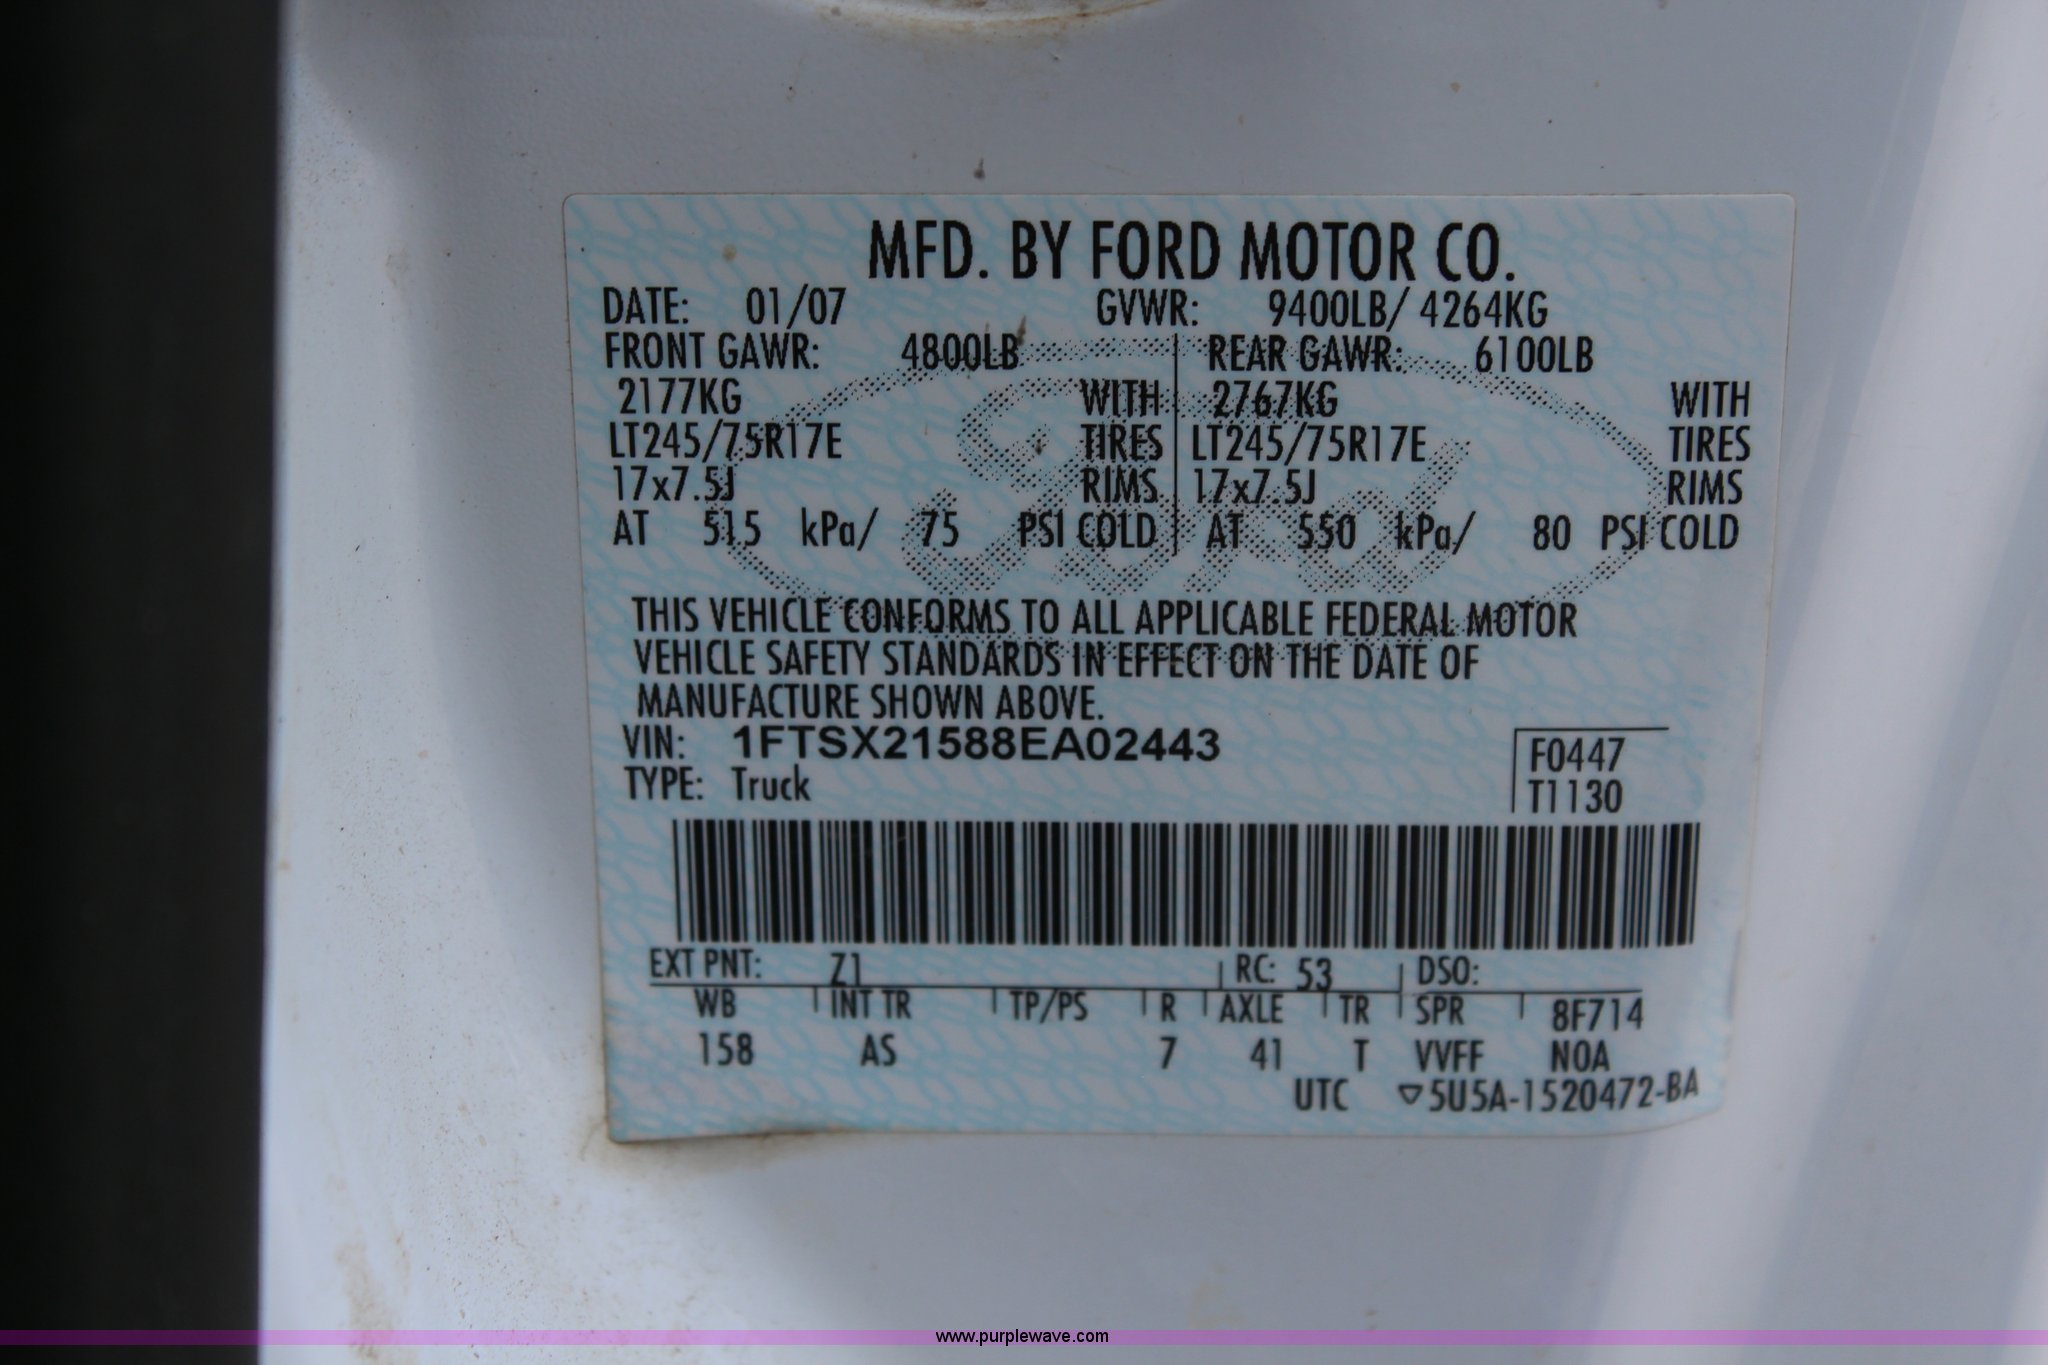 MFD. BY FORD MOTOR CO.
DATE: 01/07 GVWR: 9400LB/ 4264KG
FRONT GAWR: 4800LB REAR GAWR: 6100LB
2177KG WITH 2767KG WITH
LT245/75R17E TIRES LT245/75R17E TIRES
17x7.5J RIMS 17x7.5J RIMS
AT 515 kPa/ 75 PSI COLD AT 550 kPa/ 80 PSI COLD
Ford
THIS VEHICLE CONFORMS TO ALL APPLICABLE FEDERAL MOTOR
VEHICLE SAFETY STANDARDS IN EFFECT ON THE DATE OF
MANUFACTURE SHOWN ABOVE.
VIN: 1FTSX21588EA02443
TYPE: Truck
F0447
T1130
EXT PNT: Z1 RC: 53 DSO:
WB INT TR TP/PS R AXLE TR SPR 8F714
158 AS 7 41 T VVFF NOA
UTC ▽5U5A-1520472-BA
www.purplewave.com